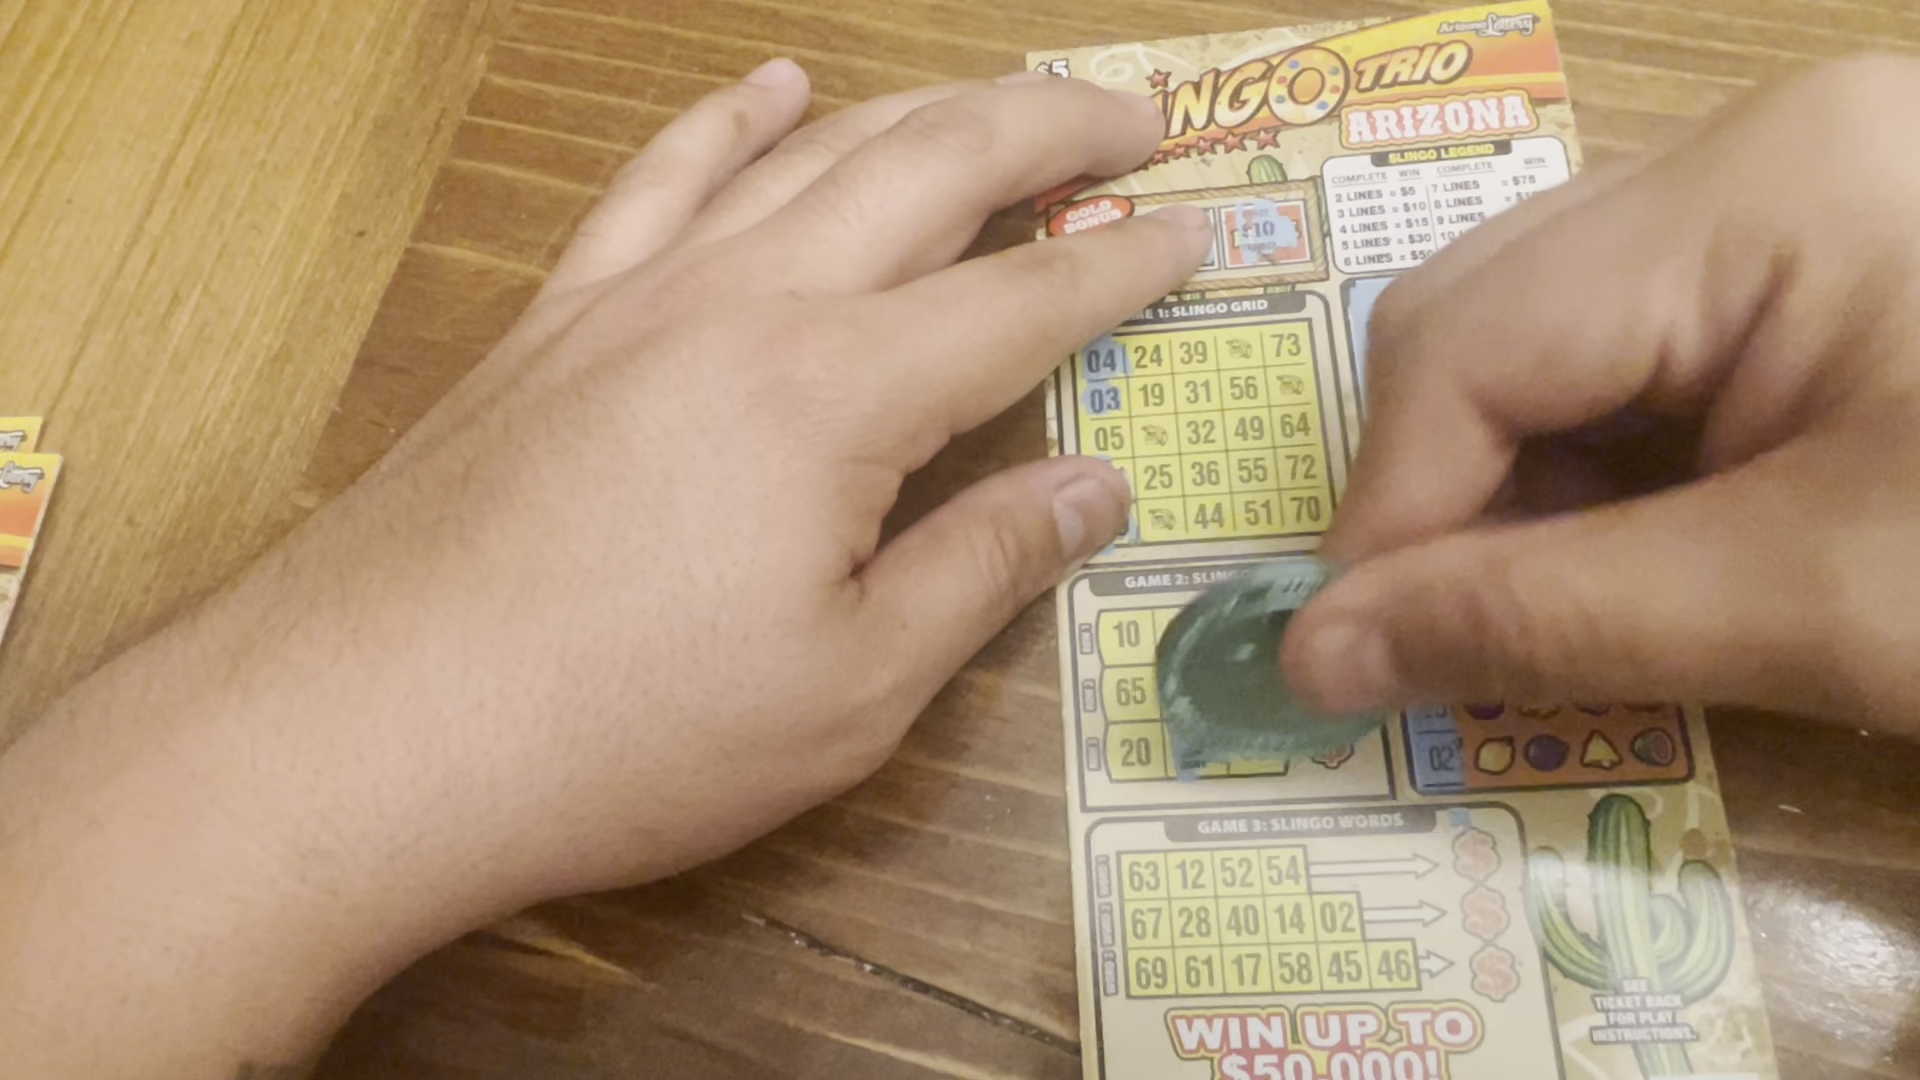 Arizona Lottery
$5
INGO TRIO
ARIZONA
SLINGO LEGEND
COMPLETE WIN COMPLETE WIN
2 LINES = $5 7 LINES = $75
3 LINES = $10 8 LINES
4 LINES = $15 9 LINES
5 LINES = $30 10
6 LINES
GOLD
BONUS
$10
1: SLINGO GRID
04 24 39 73
03 19 31 56
05 32 49 64
25 36 55 72
44 51 70
GAME 2:
10
65
20
02
GAME 3: SLINGO WORDS
63 12 52 54
67 28 40 14 02
69 61 17 58 45 46
$
$
$
SEE
TICKET BACK
FOR PLAY
INSTRUCTIONS.
WIN UP TO
$50,000!